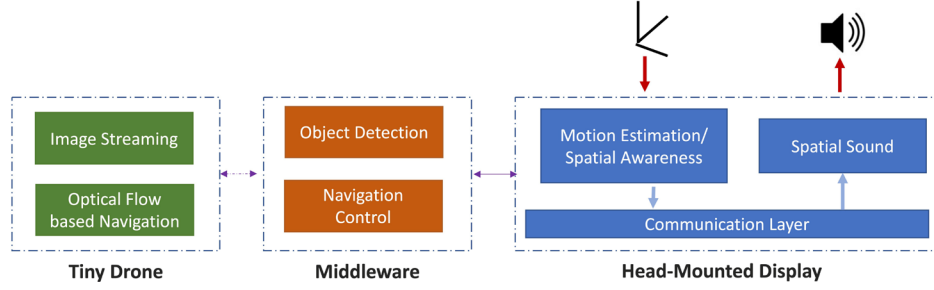 Image Streaming
Optical Flow
based Navigation
Tiny Drone
Object Detection
Navigation
Control
Middleware
Motion Estimation/
Spatial Awareness
Spatial Sound
Communication Layer
Head-Mounted Display